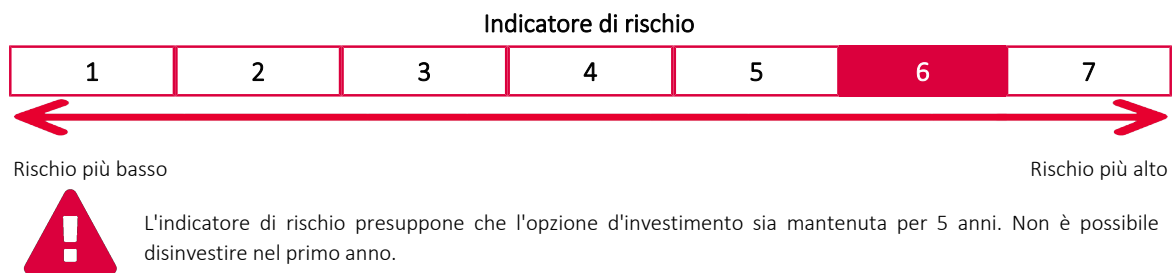 Indicatore di rischio
1 2 3 4 5 6 7
Rischio più basso Rischio più alto
L'indicatore di rischio presuppone che l'opzione d'investimento sia mantenuta per 5 anni. Non è possibile
disinvestire nel primo anno.